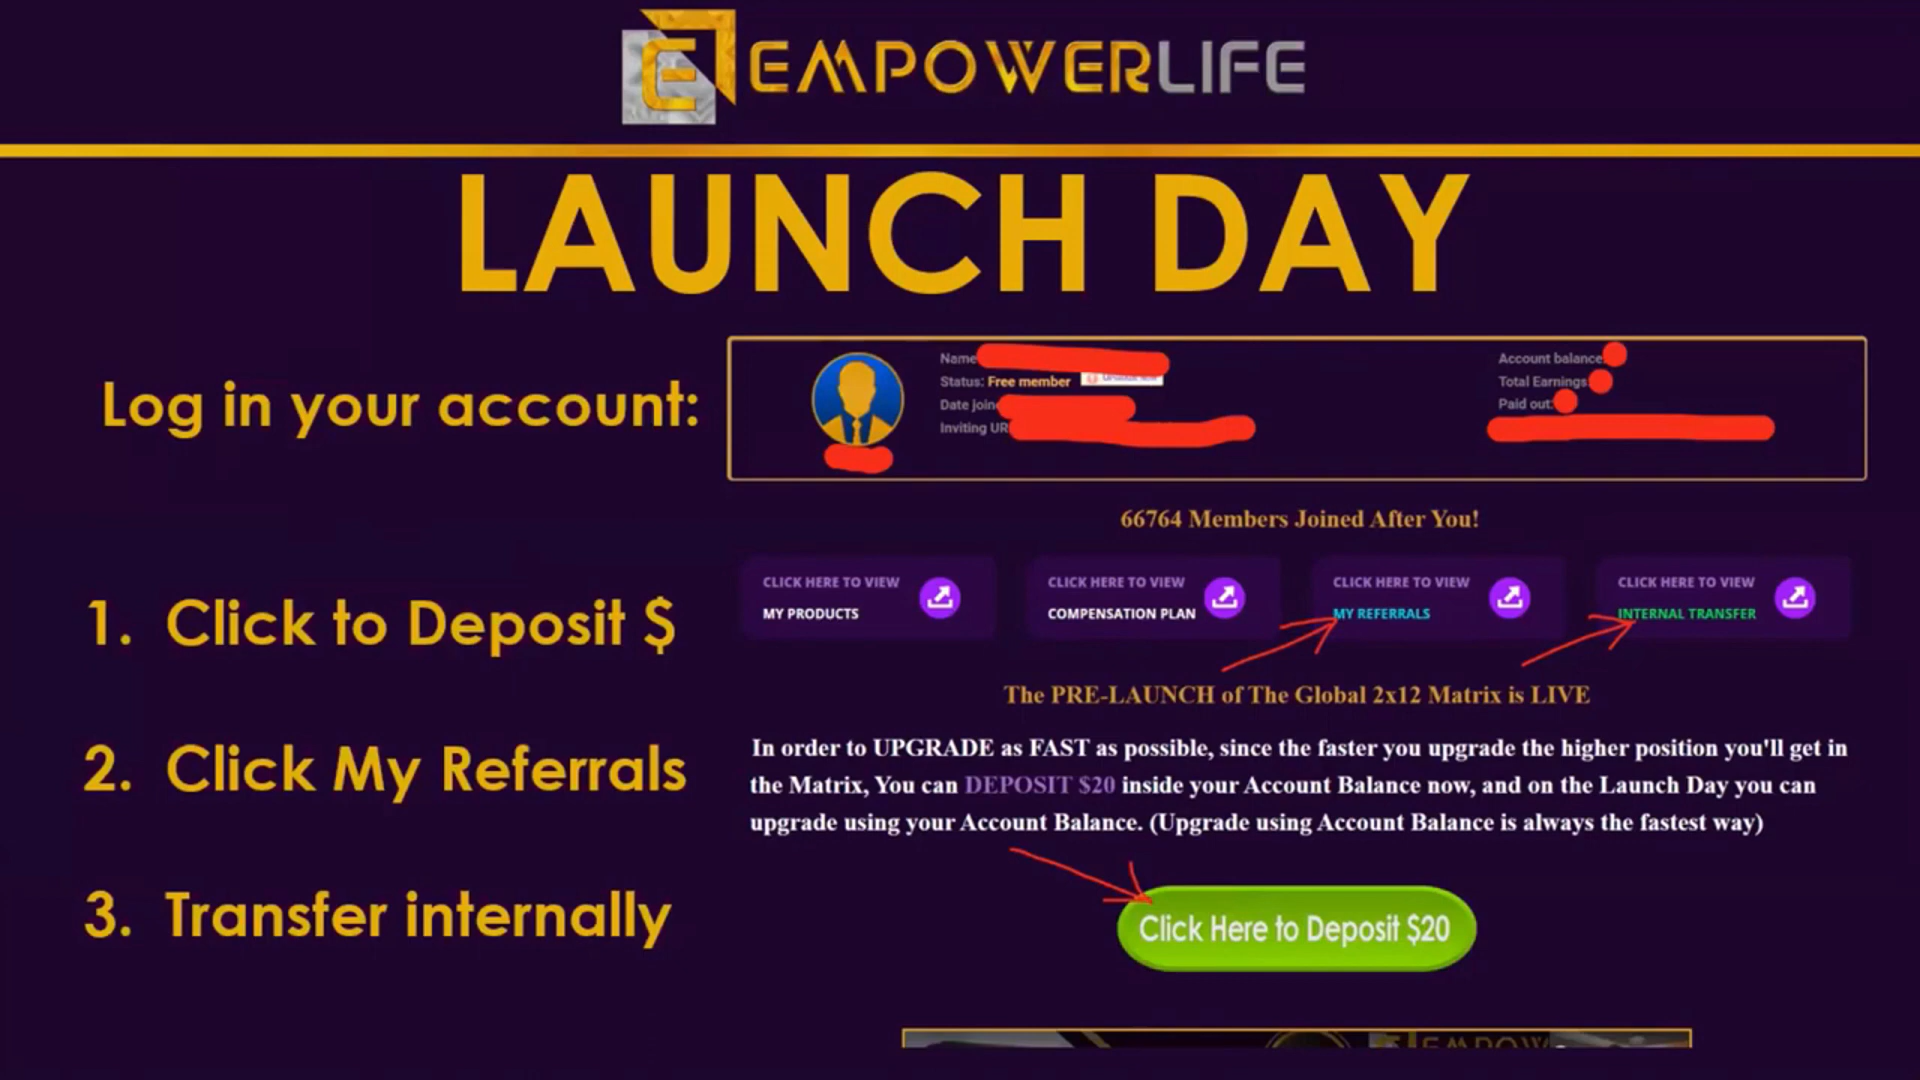 EMPOWERLIFE
LAUNCH DAY
Log in your account:
Name
Status: Free member
Date join
Inviting UR
Account balance
Total Earnings
Paid out:
66764 Members Joined After You!
CLICK HERE TO VIEW
MY PRODUCTS
CLICK HERE TO VIEW
COMPENSATION PLAN
CLICK HERE TO VIEW
MY REFERRALS
CLICK HERE TO VIEW
INTERNAL TRANSFER
1. Click to Deposit $
2. Click My Referrals
3. Transfer internally
The PRE-LAUNCH of The Global 2x12 Matrix is LIVE
In order to UPGRADE as FAST as possible, since the faster you upgrade the higher position you'll get in
the Matrix, You can DEPOSIT $20 inside your Account Balance now, and on the Launch Day you can
upgrade using your Account Balance. (Upgrade using Account Balance is always the fastest way)
Click Here to Deposit $20